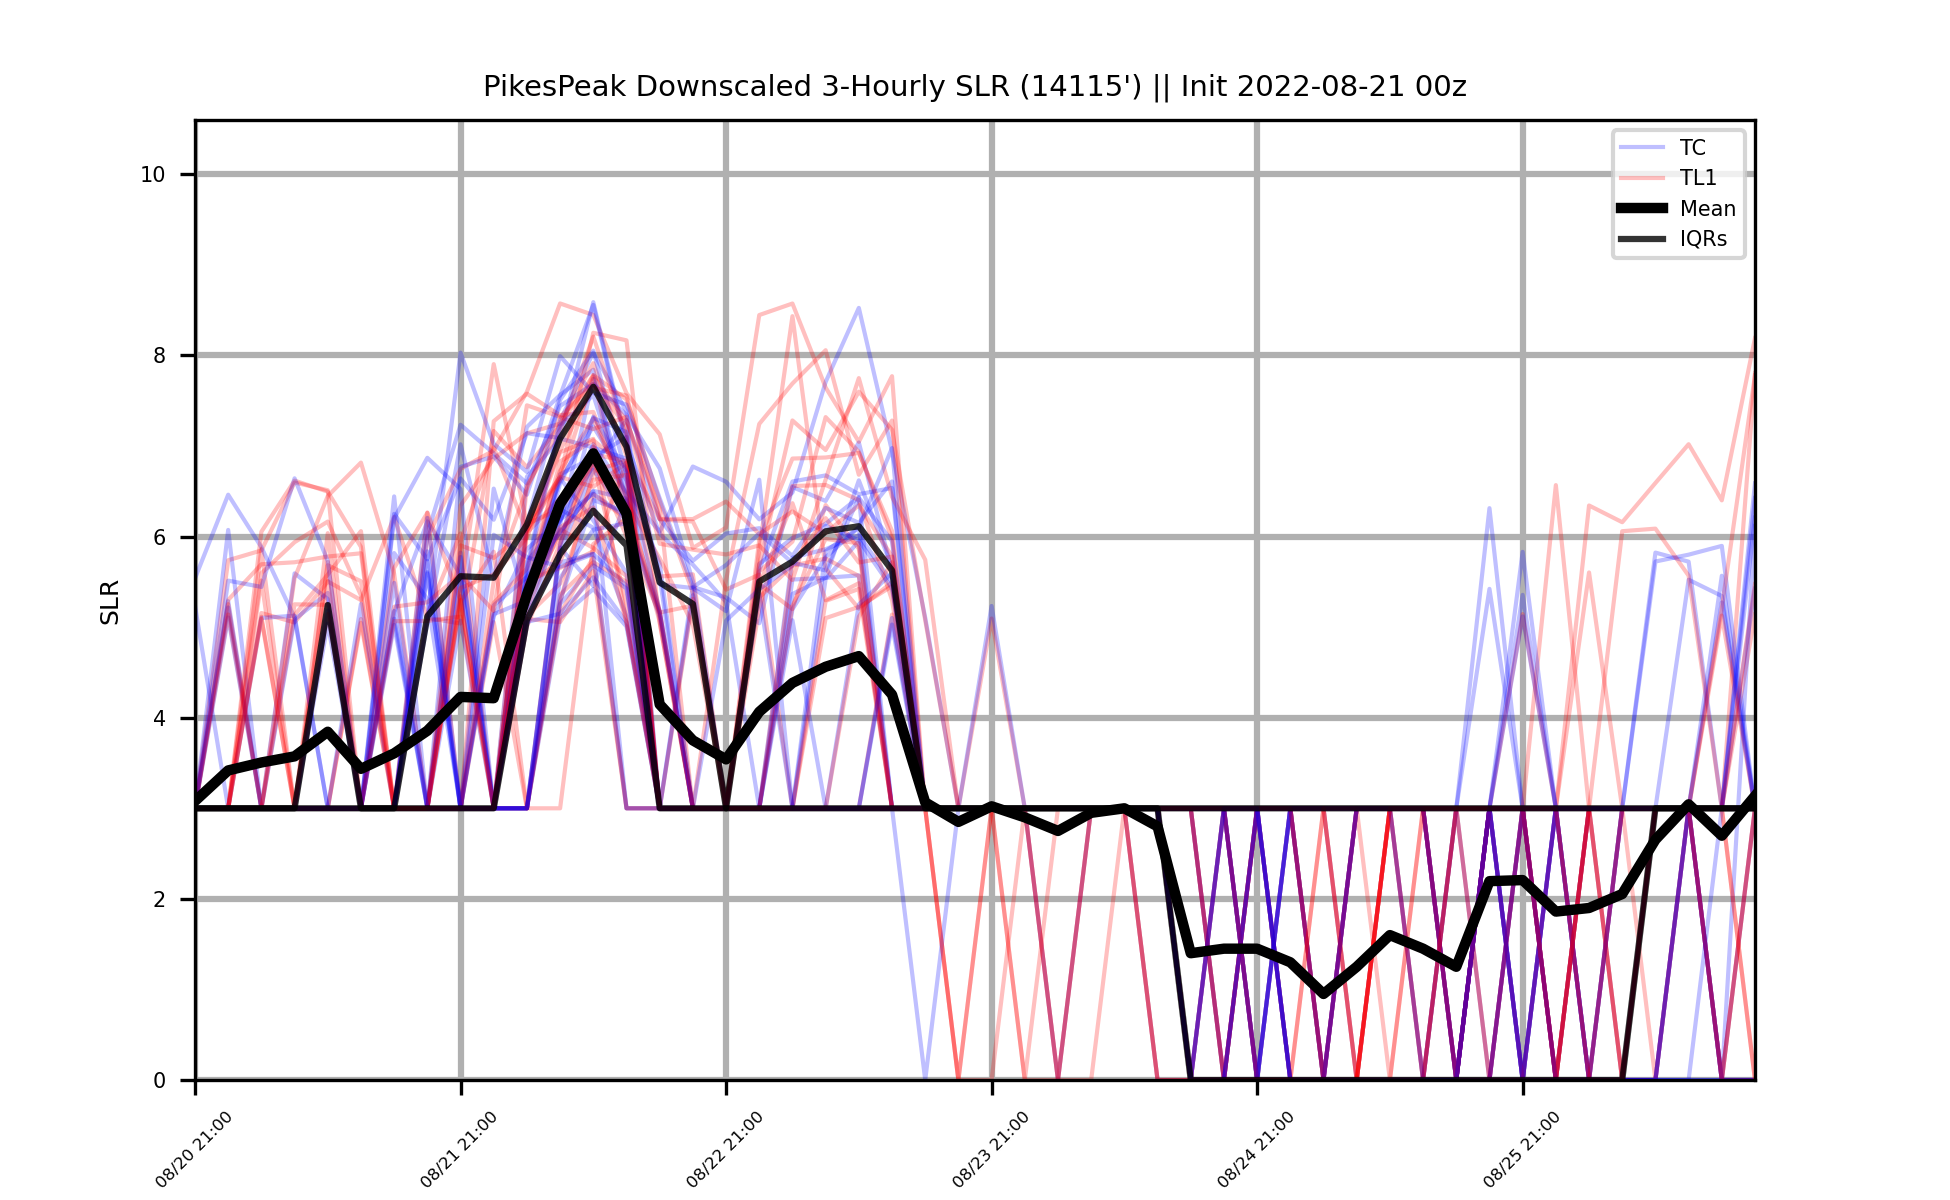 PikesPeak Downscaled 3-Hourly SLR (14115') || Init 2022-08-21 00z
TC
TL1
Mean
IQRs
SLR
10
8
6
4
2
0
08/20 21:00
08/21 21:00
08/22 21:00
08/23 21:00
08/24 21:00
08/25 21:00